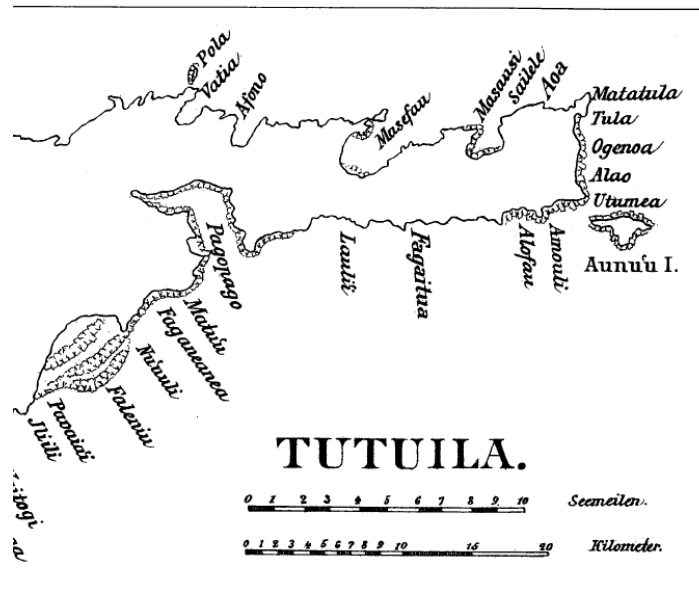 Pola
Vatia
Afono
Masefau
Masausi
Sailele
Aoa
Matatula
Tula
Ogenoa
Alao
Utumea
Aunu'u I.
Amouli
Alofau
Fagaitua
Laulii
Pagopago
Matu'u
Faganeanea
Nu'auli
Faleniu
Pavaiai
Iliili
TUTUILA.
0 1 2 3 4 5 6 7 8 9 10 Seemeilen.
0 1 2 3 4 5 6 7 8 9 10 15 20 Kilometer.